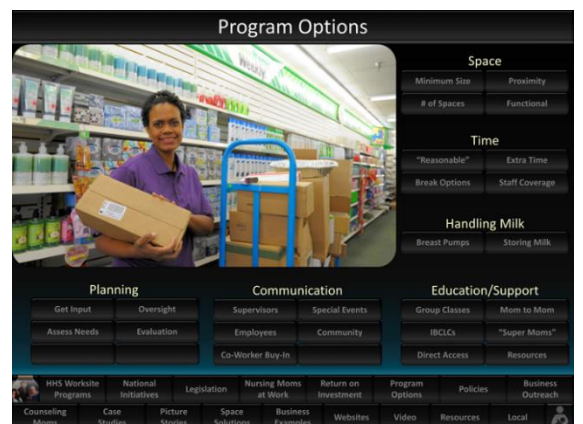 Program Options
WEEKLY
Space
Minimum Size
Proximity
# of Spaces
Functional
Time
"Reasonable"
Extra Time
Break Options
Staff Coverage
Handling Milk
Breast Pumps
Storing Milk
Planning
Get Input
Oversight
Assess Needs
Evaluation
Communication
Supervisors
Special Events
Employees
Community
Co-Worker Buy-In
Education/Support
Group Classes
Mom to Mom
IBCLCs
"Super Moms"
Direct Access
Resources
HHS Worksite
Programs
National
Initiatives
Legislation
Nursing Moms
at Work
Return on
Investment
Program
Options
Policies
Business
Outreach
Counseling
Moms
Case
Studies
Picture
Stories
Space
Solutions
Business
Examples
Websites
Video
Resources
Local